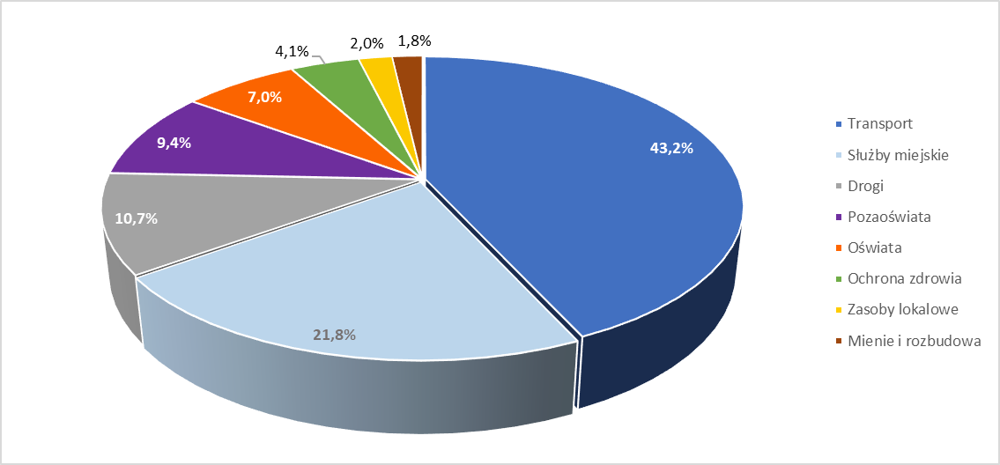 1,8%
2,0%
4,1%
7,0%
9,4%
10,7%
21,8%
43,2%
Transport
Służby miejskie
Drogi
Pozaoświata
Oświata
Ochrona zdrowia
Zasoby lokalowe
Mienie i rozbudowa